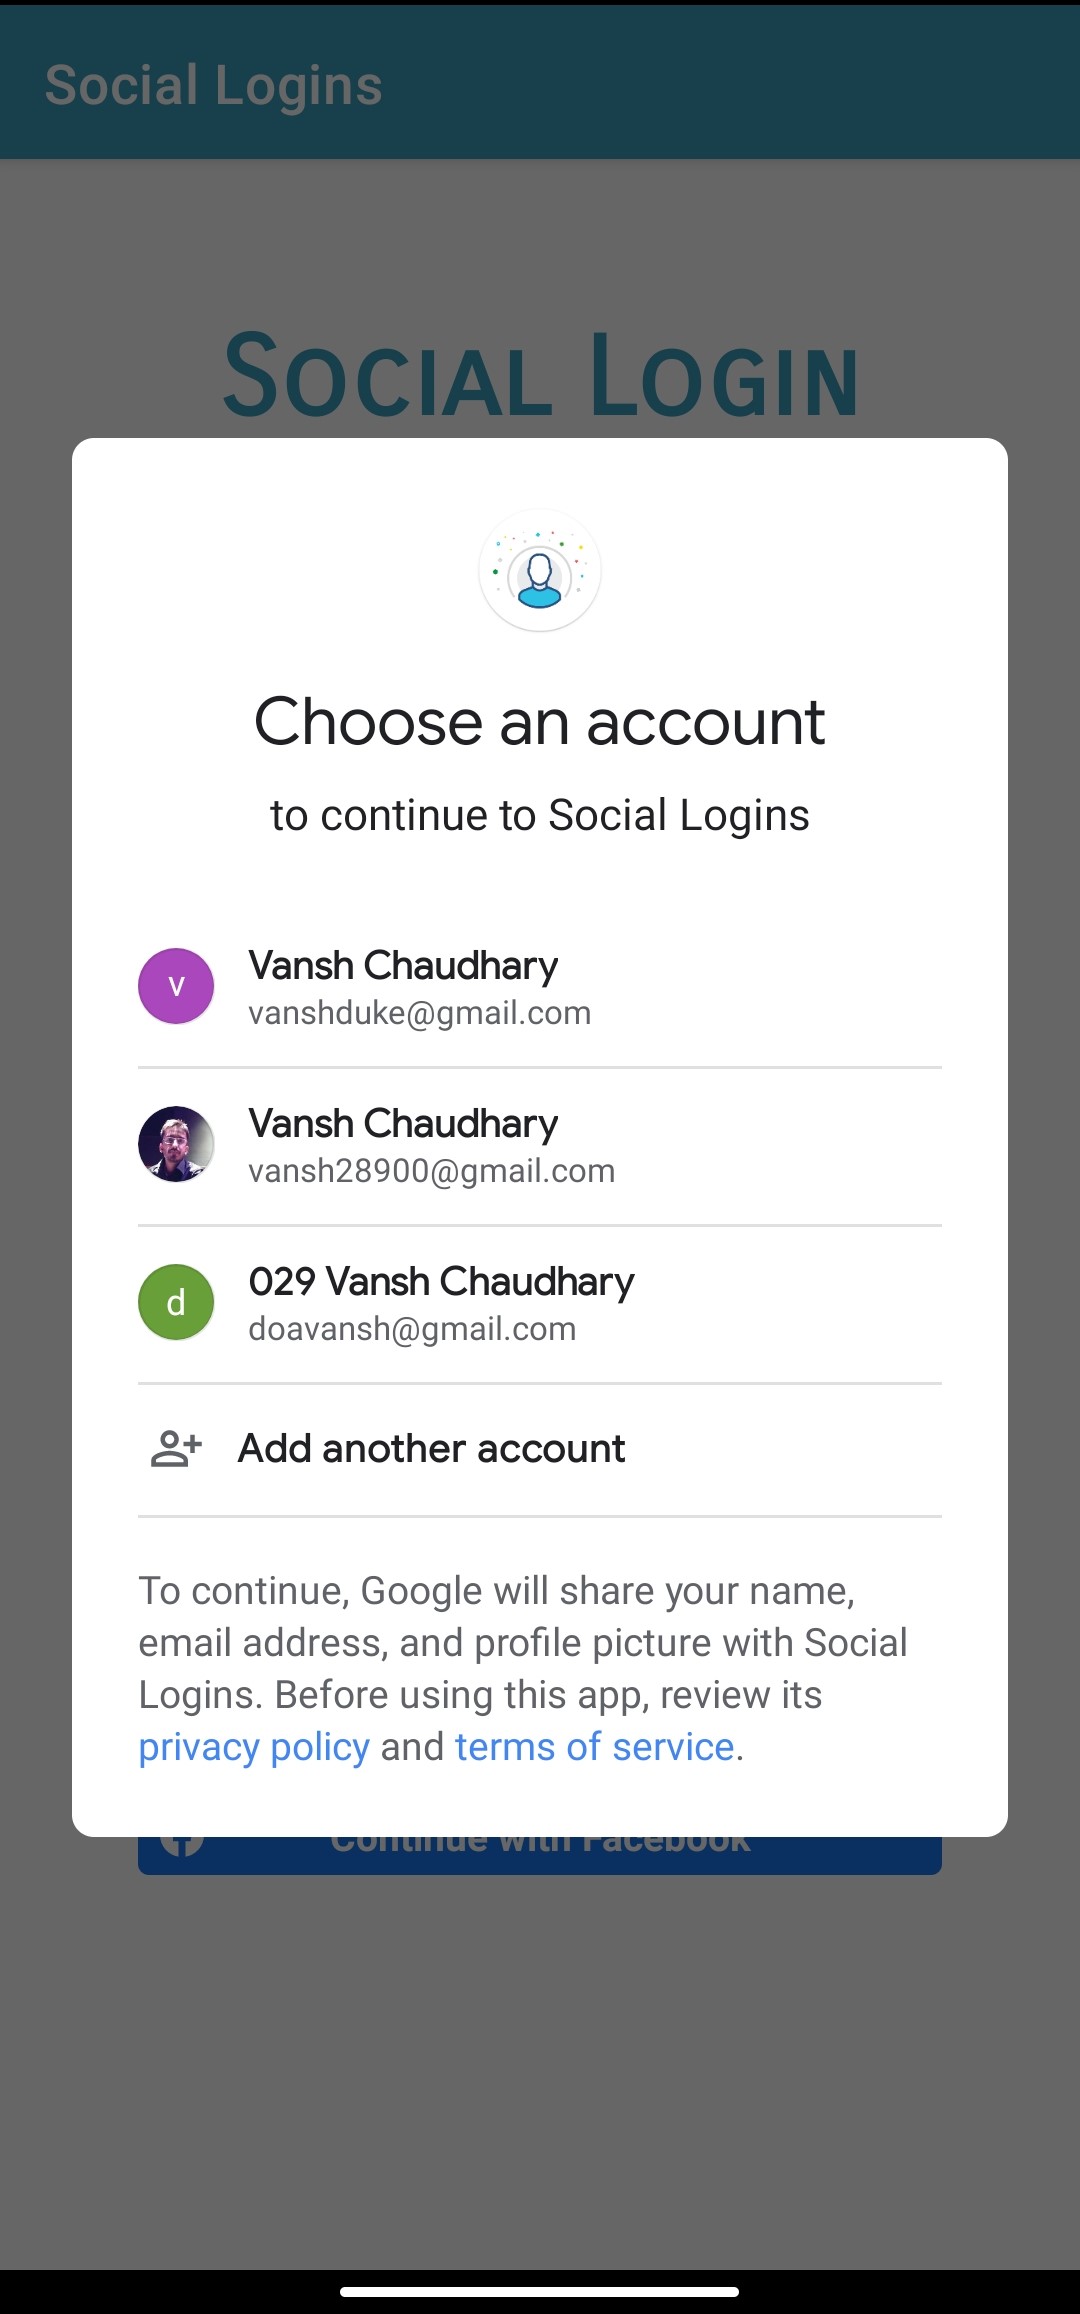 Social Logins
Social Login
Choose an account
to continue to Social Logins
v
Vansh Chaudhary
vanshduke@gmail.com
Vansh Chaudhary
vansh28900@gmail.com
d
029 Vansh Chaudhary
doavansh@gmail.com
Add another account
To continue, Google will share your name,
email address, and profile picture with Social
Logins. Before using this app, review its
privacy policy and terms of service.
Continue with Facebook